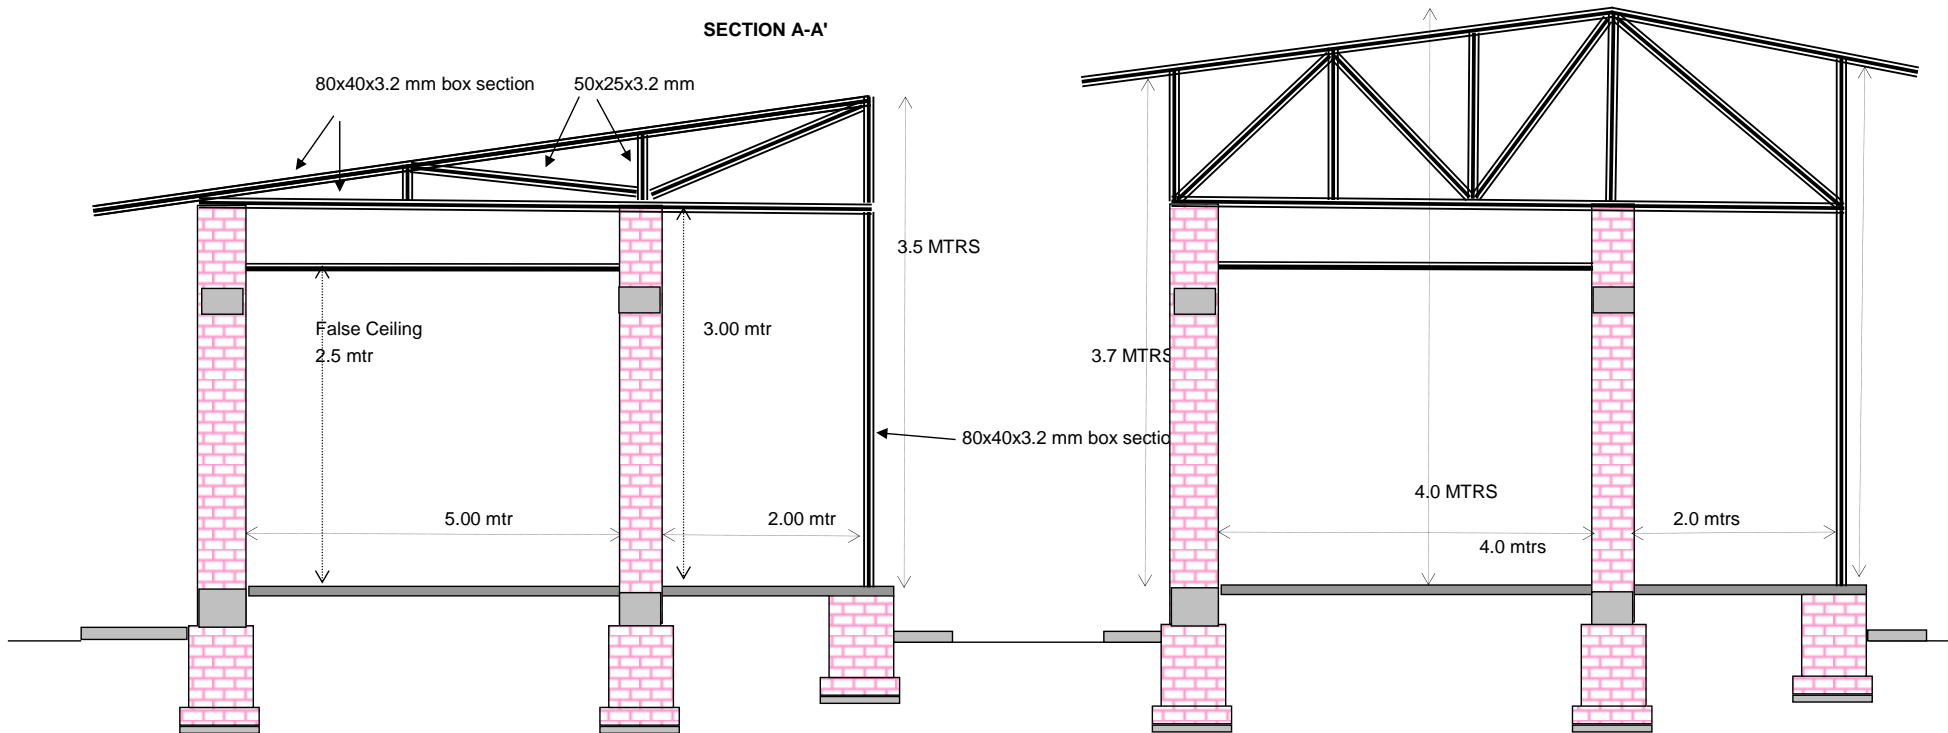 SECTION A-A'
80x40x3.2 mm box section
50x25x3.2 mm
3.5 MTRS
False Ceiling
2.5 mtr
3.00 mtr
3.7 MTRS
80x40x3.2 mm box sectio
5.00 mtr
2.00 mtr
4.0 MTRS
4.0 mtrs
2.0 mtrs